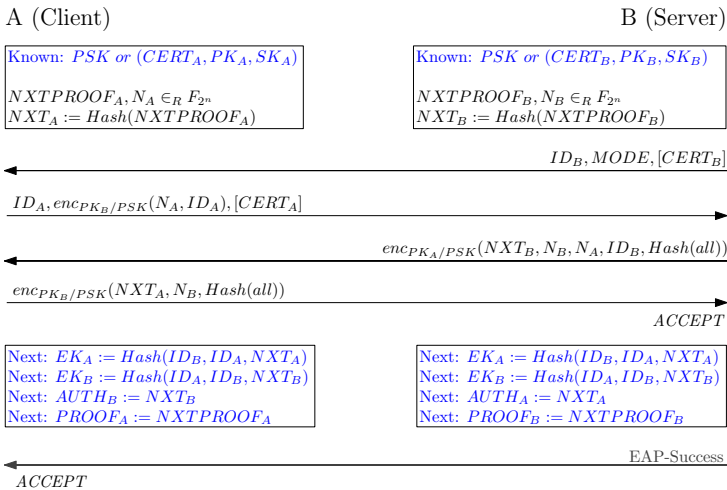 A (Client)
B (Server)
Known: PSK or (CERT_A, PK_A, SK_A)
NXTPROOF_A, N_A ∈_R F_{2^n}
NXT_A := Hash(NXTPROOF_A)
Known: PSK or (CERT_B, PK_B, SK_B)
NXTPROOF_B, N_B ∈_R F_{2^n}
NXT_B := Hash(NXTPROOF_B)
ID_B, MODE, [CERT_B]
ID_A, enc_{PK_B/PSK}(N_A, ID_A), [CERT_A]
enc_{PK_A/PSK}(NXT_B, N_B, N_A, ID_B, Hash(all))
enc_{PK_B/PSK}(NXT_A, N_B, Hash(all))
ACCEPT
Next: EK_A := Hash(ID_B, ID_A, NXT_A)
Next: EK_B := Hash(ID_A, ID_B, NXT_B)
Next: AUTH_B := NXT_B
Next: PROOF_A := NXTPROOF_A
Next: EK_A := Hash(ID_B, ID_A, NXT_A)
Next: EK_B := Hash(ID_A, ID_B, NXT_B)
Next: AUTH_A := NXT_A
Next: PROOF_B := NXTPROOF_B
EAP-Success
ACCEPT